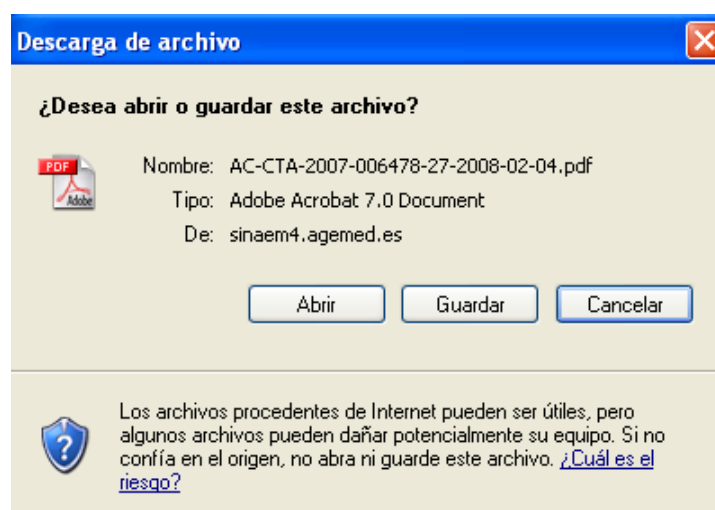 Descarga de archivo
¿Desea abrir o guardar este archivo?
PDF
Adobe
Nombre: AC-CTA-2007-006478-27-2008-02-04.pdf
Tipo: Adobe Acrobat 7.0 Document
De: sinaem4.agemed.es
Abrir Guardar Cancelar
Los archivos procedentes de Internet pueden ser útiles, pero
algunos archivos pueden dañar potencialmente su equipo. Si no
confía en el origen, no abra ni guarde este archivo. ¿Cuál es el
riesgo?